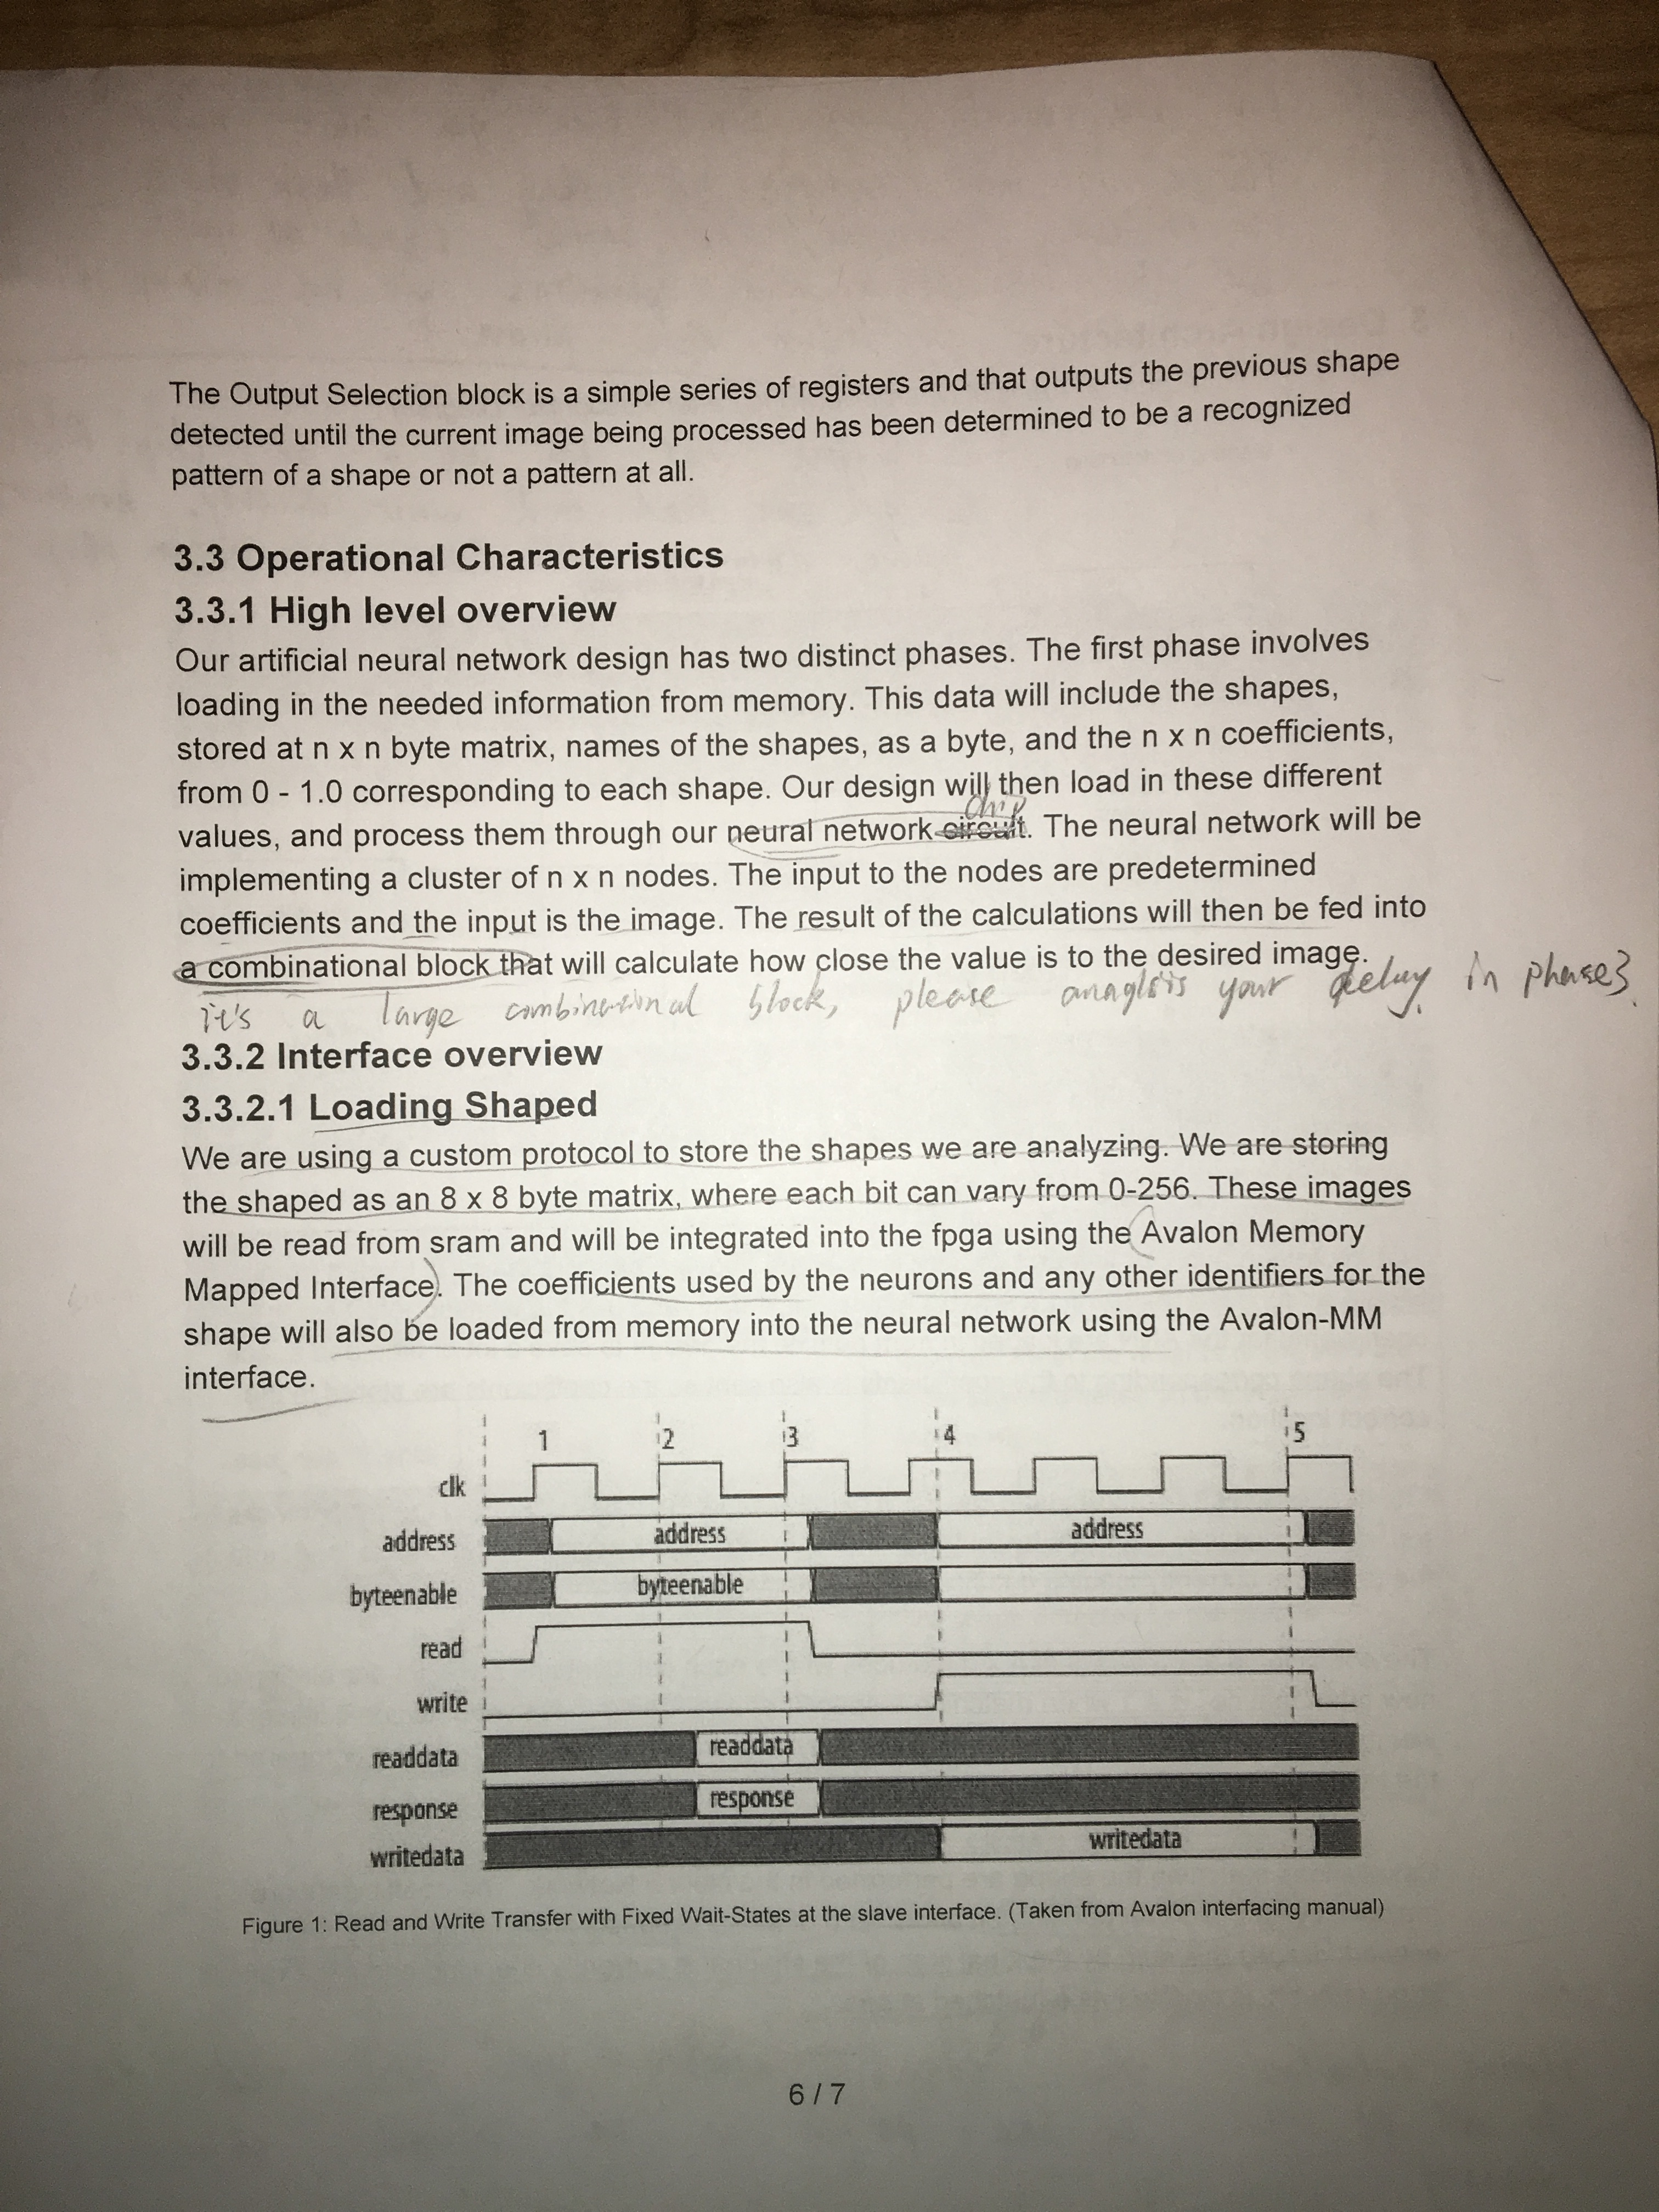 The Output Selection block is a simple series of registers and that outputs the previous shape
detected until the current image being processed has been determined to be a recognized
pattern of a shape or not a pattern at all.
3.3 Operational Characteristics
3.3.1 High level overview
Our artificial neural network design has two distinct phases. The first phase involves
loading in the needed information from memory. This data will include the shapes,
stored at n x n byte matrix, names of the shapes, as a byte, and the n x n coefficients,
from 0 - 1.0 corresponding to each shape. Our design will then load in these different
chip
values, and process them through our neural network circuit. The neural network will be
implementing a cluster of n x n nodes. The input to the nodes are predetermined
coefficients and the input is the image. The result of the calculations will then be fed into
a combinational block that will calculate how close the value is to the desired image.
it's a large combinational block, please your delay in phase3.
3.3.2 Interface overview
3.3.2.1 Loading Shaped
We are using a custom protocol to store the shapes we are analyzing. We are storing
the shaped as an 8 x 8 byte matrix, where each bit can vary from 0-256. These images
will be read from sram and will be integrated into the fpga using the Avalon Memory
Mapped Interface. The coefficients used by the neurons and any other identifiers for the
shape will also be loaded from memory into the neural network using the Avalon-MM
interface.
1 2 3 4 5
clk
address address address
byteenable byteenable
read
write
readdata readdata
response response
writedata writedata
Figure 1: Read and Write Transfer with Fixed Wait-States at the slave interface. (Taken from Avalon interfacing manual)
6 / 7